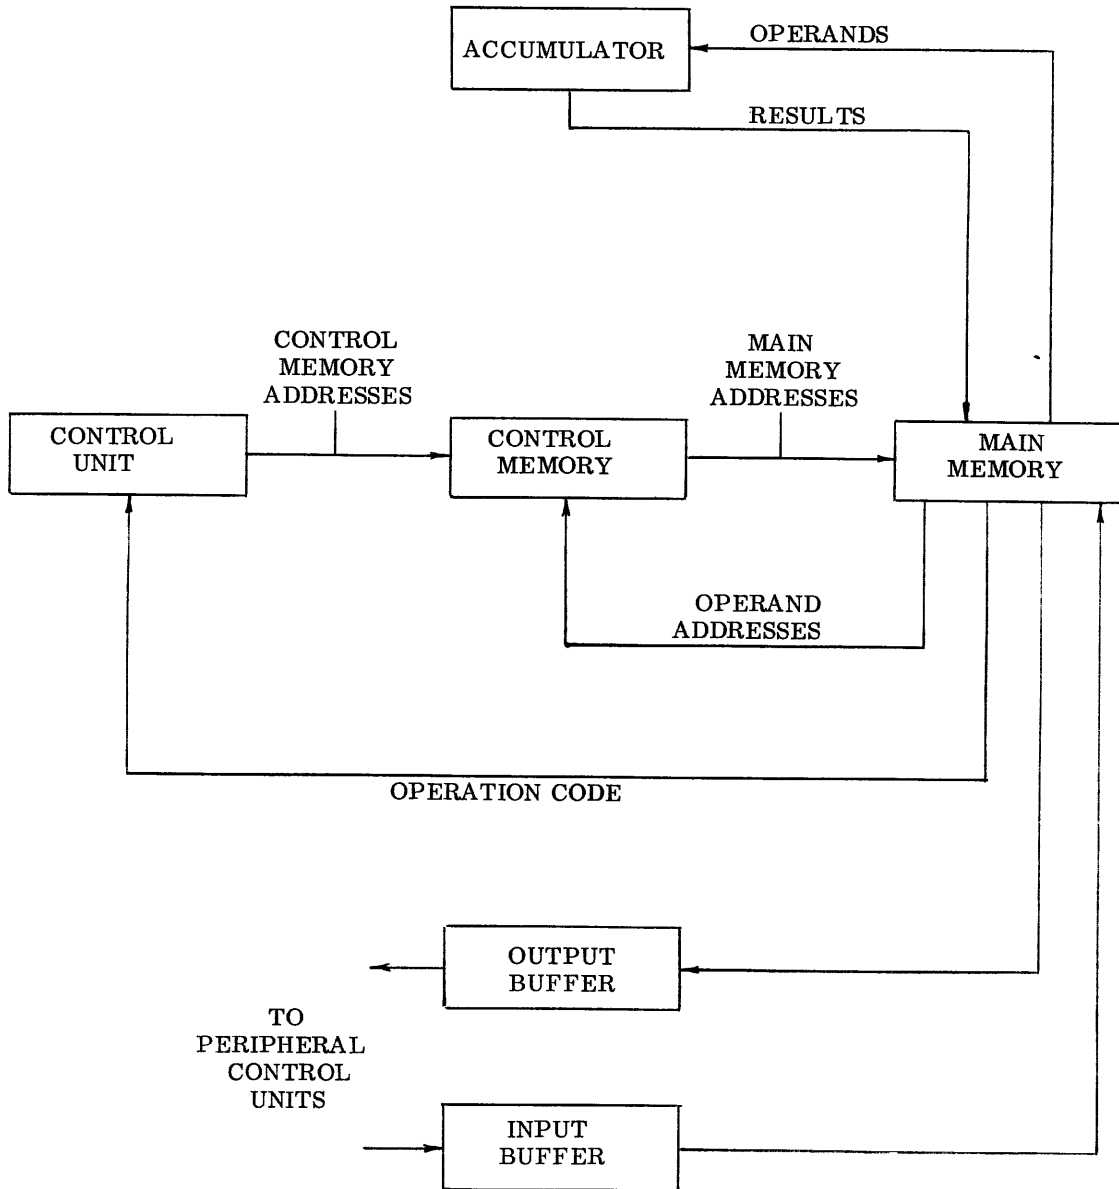 OPERANDS
ACCUMULATOR
RESULTS
CONTROL
MEMORY
ADDRESSES
MAIN
MEMORY
ADDRESSES
CONTROL
UNIT
CONTROL
MEMORY
MAIN
MEMORY
OPERAND
ADDRESSES
OPERATION CODE
OUTPUT
BUFFER
TO
PERIPHERAL
CONTROL
UNITS
INPUT
BUFFER